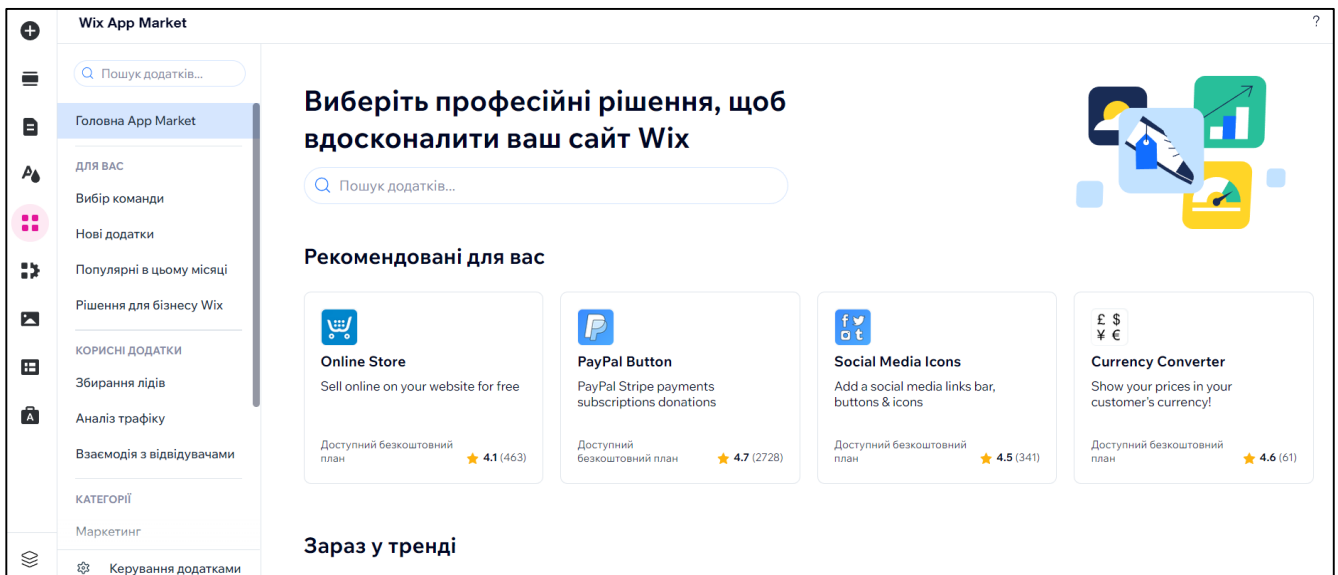 Wix App Market
?
Пошук додатків...
Головна App Market
ДЛЯ ВАС
Вибір команди
Нові додатки
Популярні в цьому місяці
Рішення для бізнесу Wix
КОРИСНІ ДОДАТКИ
Збирання лідів
Аналіз трафіку
Взаємодія з відвідувачами
КАТЕГОРІЇ
Маркетинг
Керування додатками
Виберіть професійні рішення, щоб
вдосконалити ваш сайт Wix
Пошук додатків...
Рекомендовані для вас
Online Store
Sell online on your website for free
Доступний безкоштовний
план
4.1 (463)
PayPal Button
PayPal Stripe payments
subscriptions donations
Доступний
безкоштовний план
4.7 (2728)
f t
Social Media Icons
Add a social media links bar,
buttons & icons
Доступний безкоштовний
план
4.5 (341)
£ $
¥ €
Currency Converter
Show your prices in your
customer's currency!
Доступний безкоштовний
план
4.6 (61)
Зараз у тренді
A